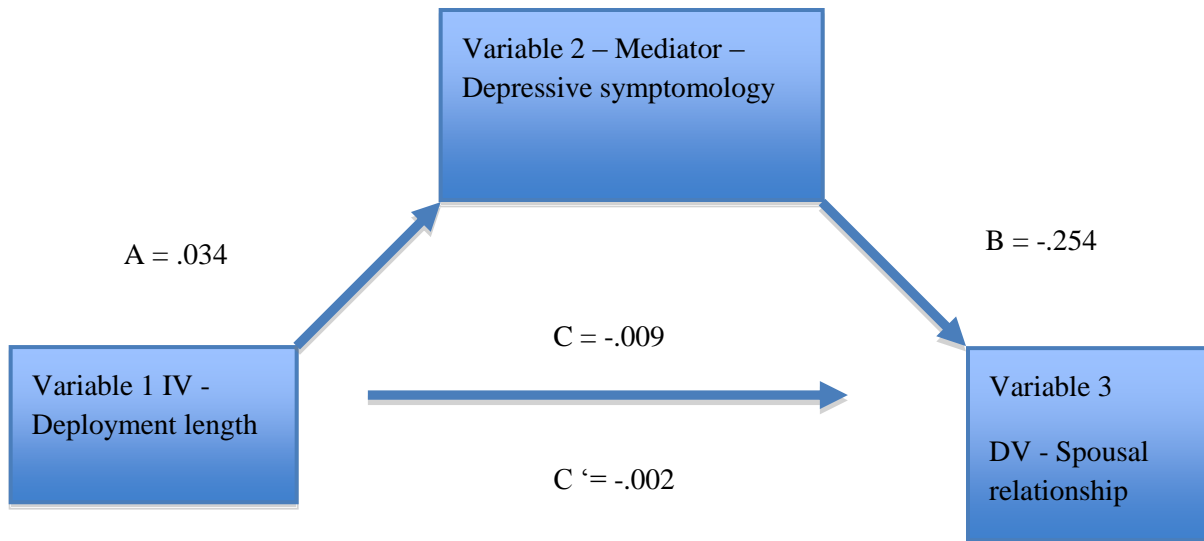 Variable 2 – Mediator –
Depressive symptomology
A = .034
B = -.254
C = -.009
Variable 1 IV -
Deployment length
Variable 3
DV - Spousal
relationship
C ‘= -.002